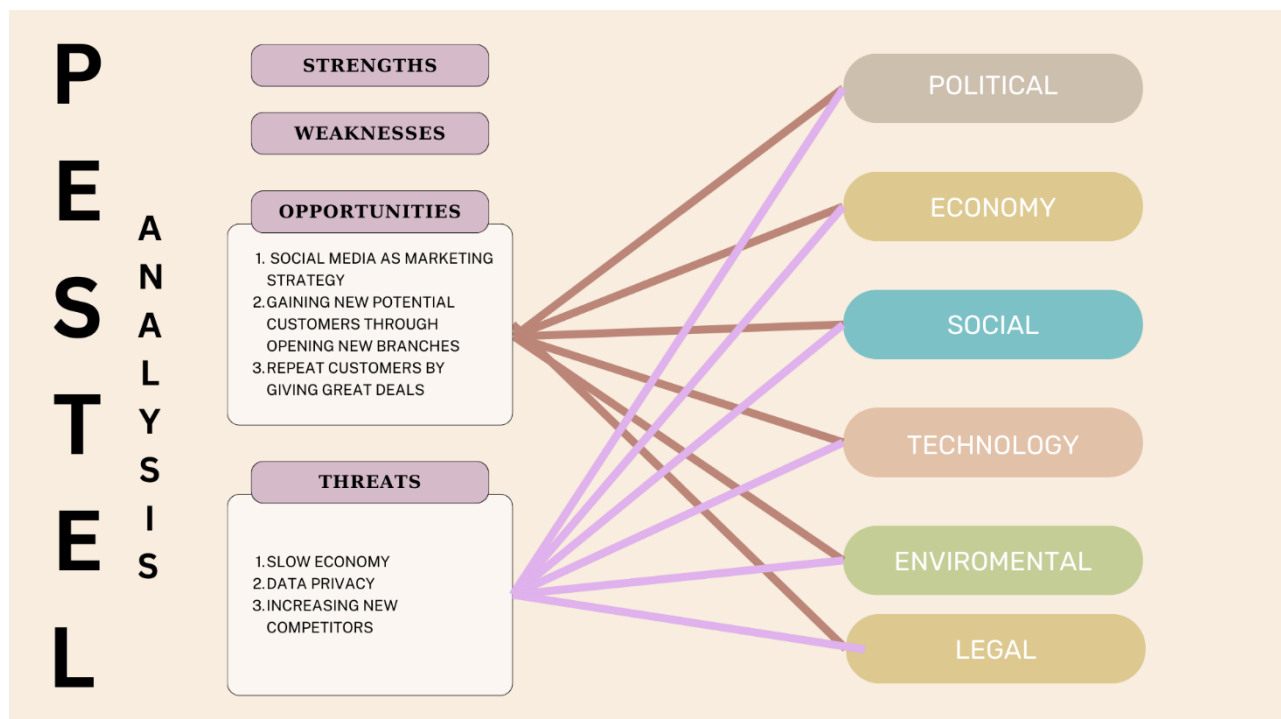 PESTEL
ANALYSIS
STRENGTHS
WEAKNESSES
OPPORTUNITIES
1. SOCIAL MEDIA AS MARKETING
STRATEGY
2.GAINING NEW POTENTIAL
CUSTOMERS THROUGH
OPENING NEW BRANCHES
3.REPEAT CUSTOMERS BY
GIVING GREAT DEALS
THREATS
1.SLOW ECONOMY
2.DATA PRIVACY
3.INCREASING NEW
COMPETITORS
POLITICAL
ECONOMY
SOCIAL
TECHNOLOGY
ENVIROMENTAL
LEGAL